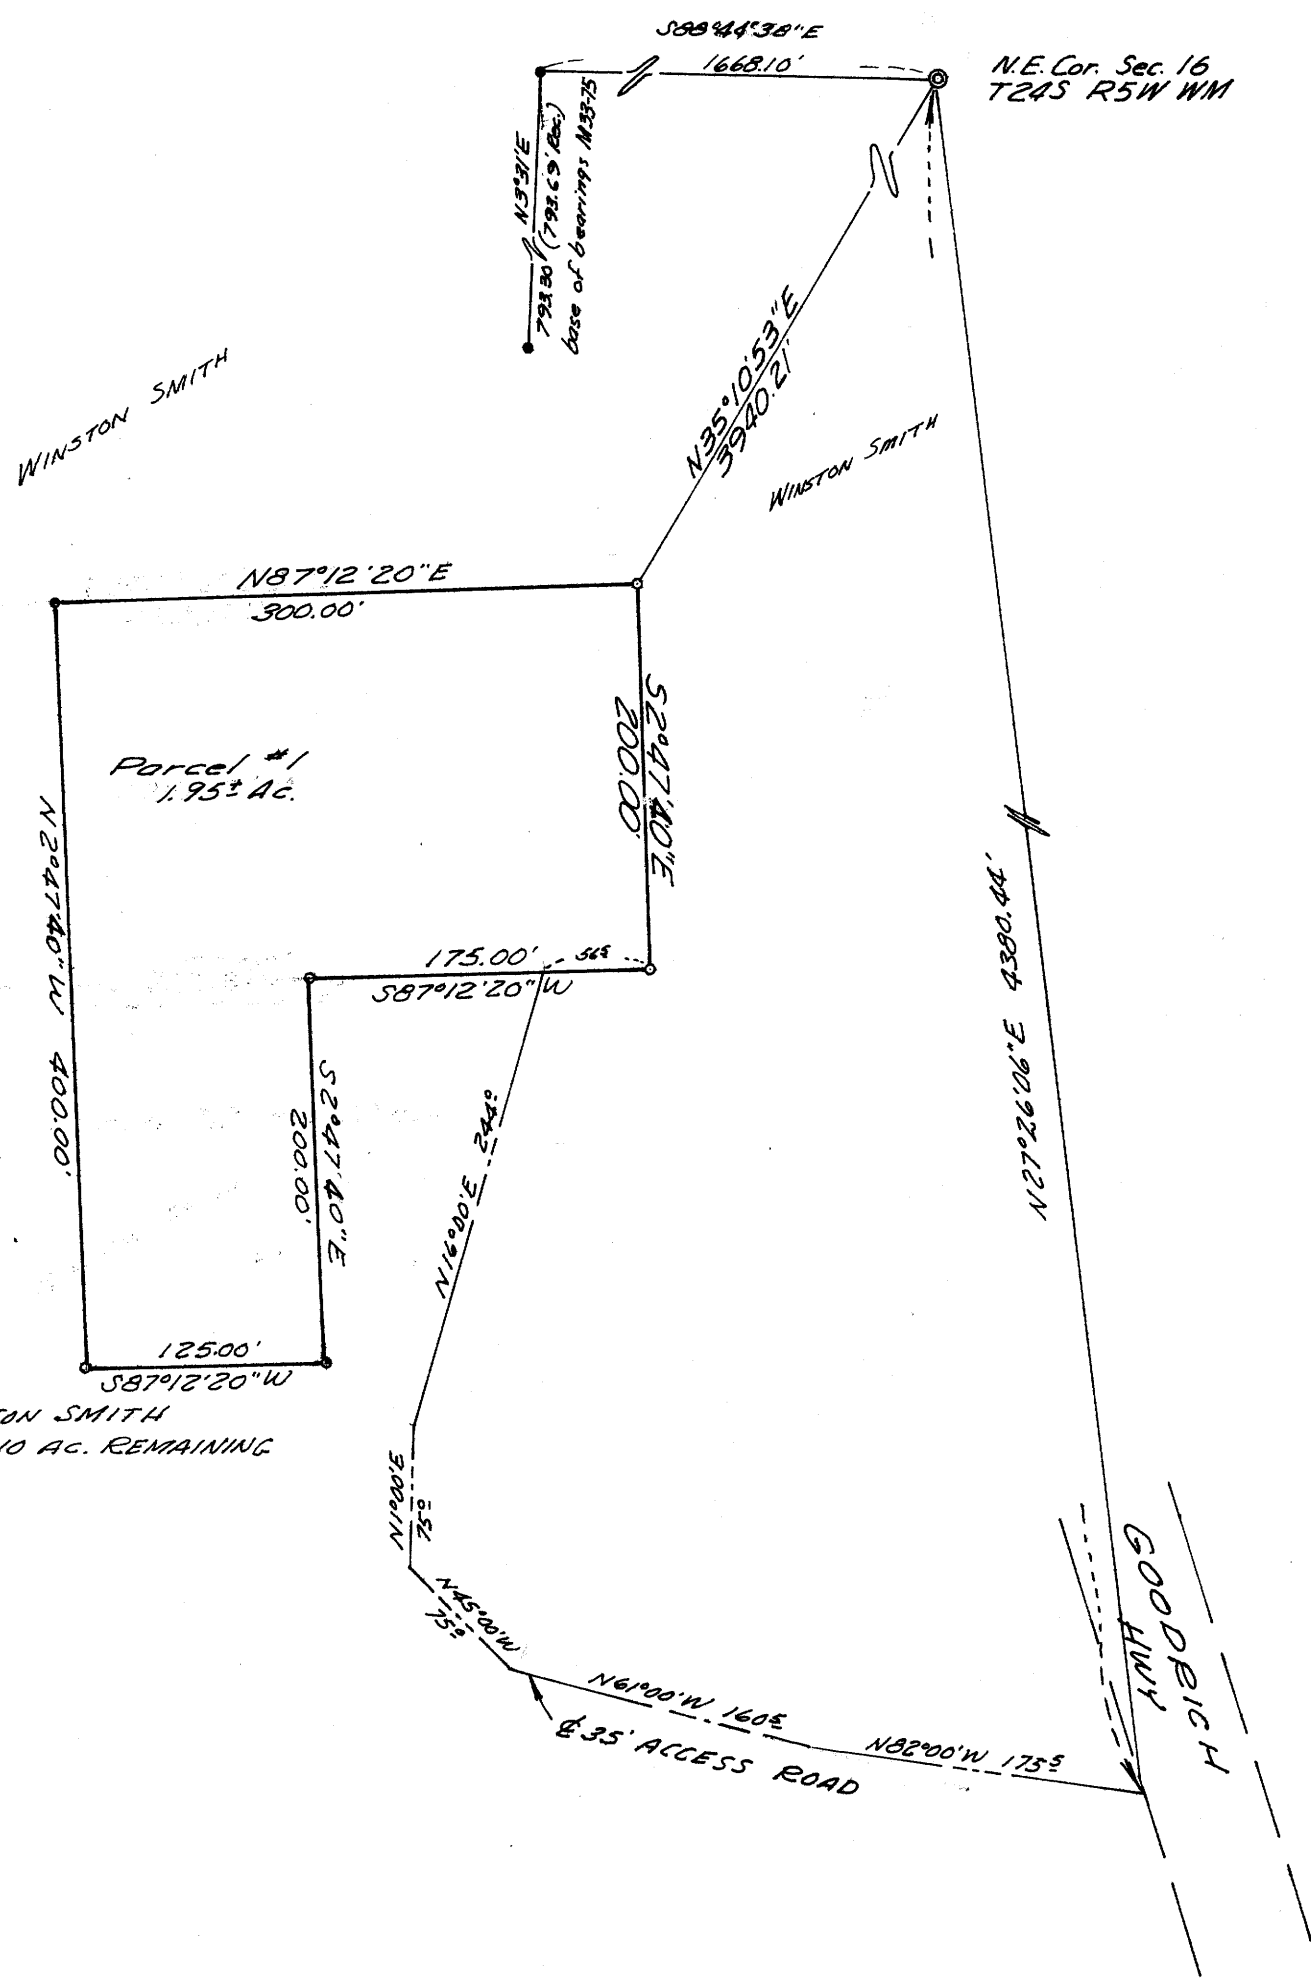 S88°44'38"E
1668.10'
N.E. Cor. Sec. 16
T24S R5W WM
N3°31'E
793.80' (793.69' Rec.)
base of bearings M33-75
WINSTON SMITH
N35°10'53"E
3940.21'
WINSTON SMITH
N87°12'20"E
300.00'
S2°47'40"E
200.00'
Parcel #1
1.95± Ac.
N2°47'40"W 400.00'
175.00'
56±
S87°12'20"W
N27°26'06"E 4380.44'
S2°47'40"E
200.00'
N16°00'E 244±
125.00'
S87°12'20"W
TON SMITH
10 AC. REMAINING
N1°00'E
75±
N45°00'W
75±
N61°00'W 160±
₵ 35' ACCESS ROAD
N82°00'W 175±
GOODRICH
HWY